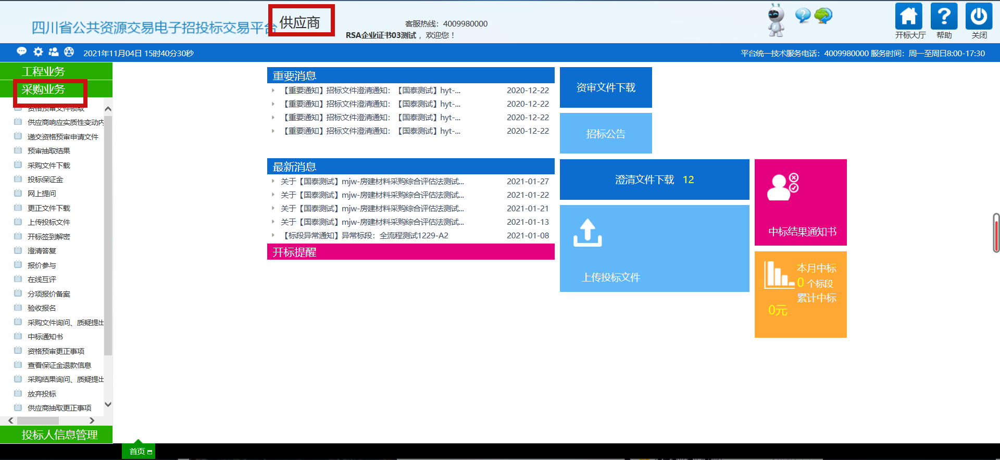 四川省公共资源交易电子招投标交易平台
供应商
客服热线：4009980000
RSA企业证书03测试 ，欢迎您！
开标大厅
帮助
关闭
2021年11月04日 15时40分30秒
平台统一技术服务电话：4009980000 服务时间：周一至周日8:00-17:30
工程业务
采购业务
资格预审文件领取
供应商响应实质性变动内
递交资格预审申请文件
预审抽取结果
采购文件下载
投标保证金
网上提问
更正文件下载
上传投标文件
开标签到解密
澄清答复
报价参与
在线互评
分项报价备案
验收报名
采购文件询问、质疑提出
中标通知书
资格预审更正事项
查看保证金退款信息
采购结果询问、质疑提出
放弃投标
供应商抽取更正事项
投标人信息管理
重要消息
【重要通知】招标文件澄清通知：【国泰测试】hyt-... 2020-12-22
【重要通知】招标文件澄清通知：【国泰测试】hyt-... 2020-12-22
【重要通知】招标文件澄清通知：【国泰测试】hyt-... 2020-12-22
【重要通知】招标文件澄清通知：【国泰测试】hyt-... 2020-12-22
最新消息
关于【国泰测试】mjw-房建材料采购综合评估法测试... 2021-01-27
关于【国泰测试】mjw-房建材料采购综合评估法测试... 2021-01-22
关于【国泰测试】mjw-房建材料采购综合评估法测试... 2021-01-21
关于【国泰测试】mjw-房建材料采购综合评估法测试... 2021-01-13
【标段异常通知】异常标段：全流程测试1229-A2 2021-01-08
开标提醒
资审文件下载
招标公告
澄清文件下载 12
上传投标文件
中标结果通知书
本月中标
0 个标段
累计中标
0元
首页